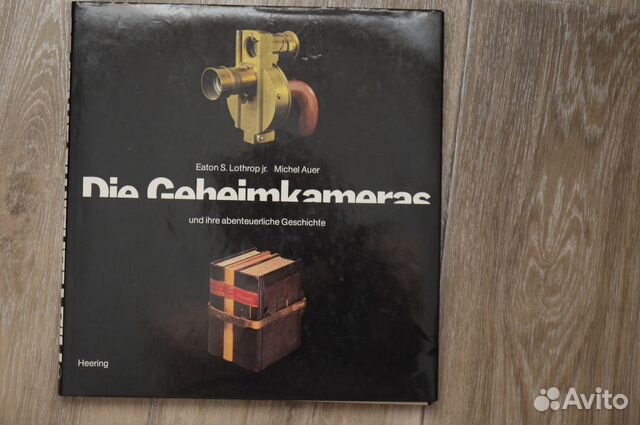 Eaton S. Lothrop jr. Michel Auer
Die Geheimkameras
und ihre abenteuerliche Geschichte
Heering
Avito